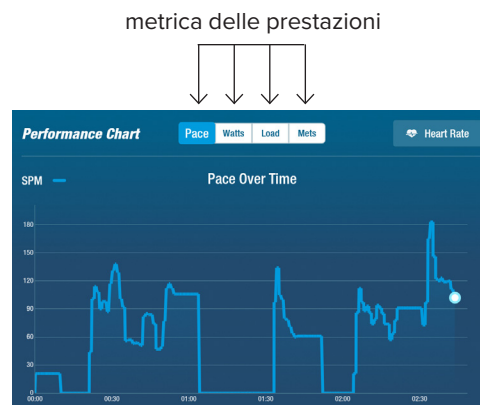 metrica delle prestazioni
Performance Chart
Pace Watts Load Mets
Heart Rate
SPM
Pace Over Time
180
150
120
90
60
30
0
00:00 00:30 01:00 01:30 02:00 02:30